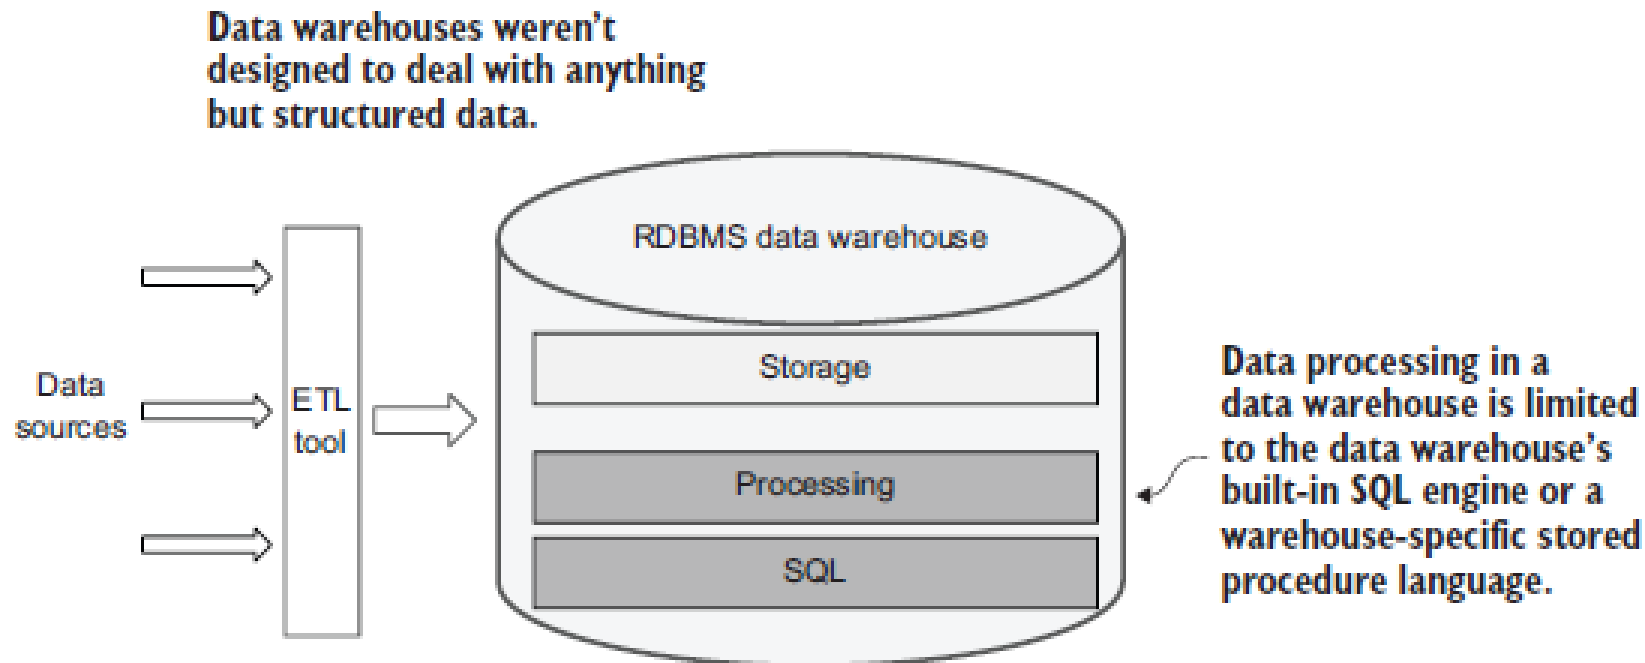 Data warehouses weren't
designed to deal with anything
but structured data.
RDBMS data warehouse
Storage
Data
sources
ETL
tool
Processing
SQL
Data processing in a
data warehouse is limited
to the data warehouse's
built-in SQL engine or a
warehouse-specific stored
procedure language.